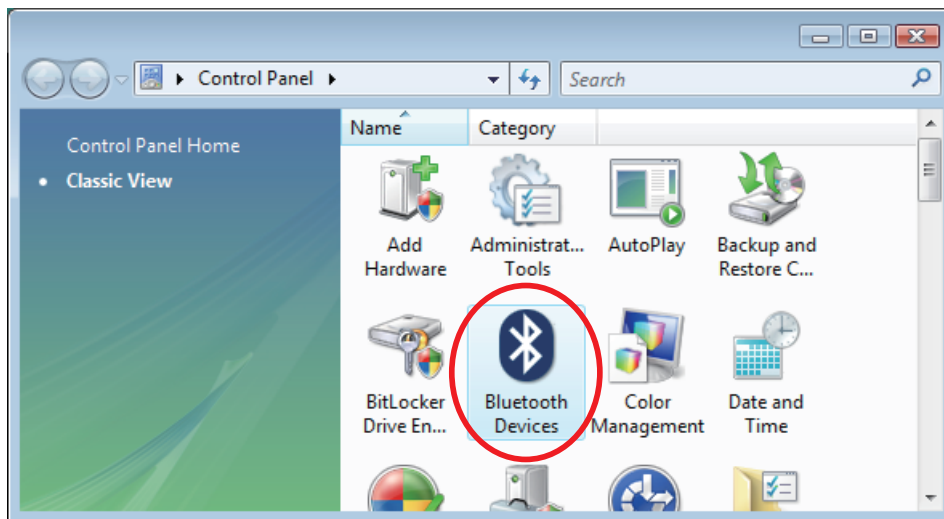 Control Panel
Search
Control Panel Home
• Classic View
Name Category
Add Hardware
Administrat... Tools
AutoPlay
Backup and Restore C...
BitLocker Drive En...
Bluetooth Devices
Color Management
Date and Time